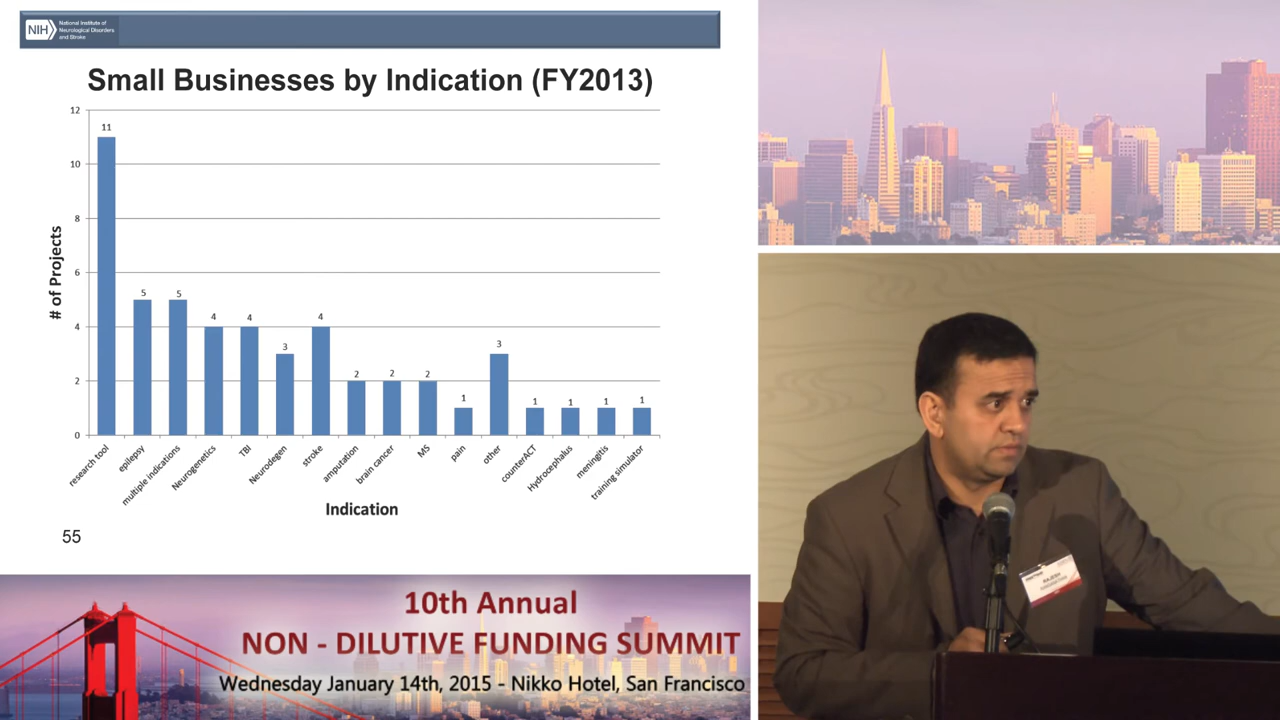 NIH
National Institute of
Neurological Disorders
and Stroke
Small Businesses by Indication (FY2013)
12
10
8
6
4
2
0
# of Projects
11
5
5
4
4
3
4
2
2
2
1
3
1
1
1
1
research tool
epilepsy
multiple indications
Neurogenetics
TBI
Neurodegen
stroke
amputation
brain cancer
MS
pain
other
counterACT
Hydrocephalus
meningitis
training simulator
Indication
55
10th Annual
NON - DILUTIVE FUNDING SUMMIT
Wednesday January 14th, 2015 - Nikko Hotel, San Francisco
RAJESH